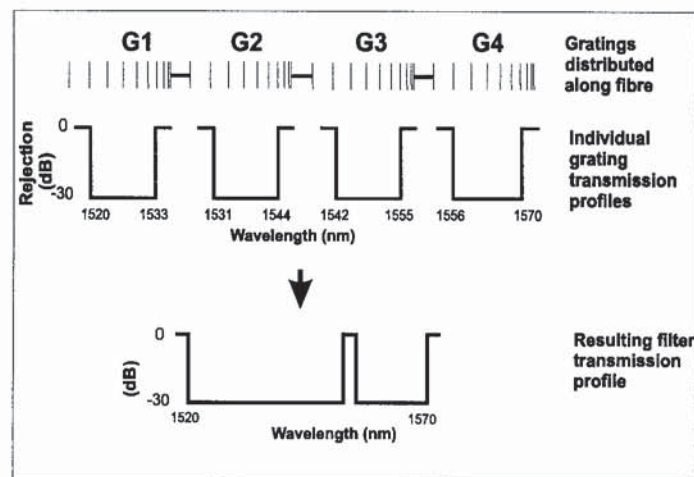 G1 G2 G3 G4
Gratings
distributed
along fibre
Rejection
(dB)
0
-30
1520 1533 1531 1544 1542 1555 1556 1570
Wavelength (nm)
Individual
grating
transmission
profiles
(dB)
0
-30
1520 1570
Wavelength (nm)
Resulting filter
transmission
profile